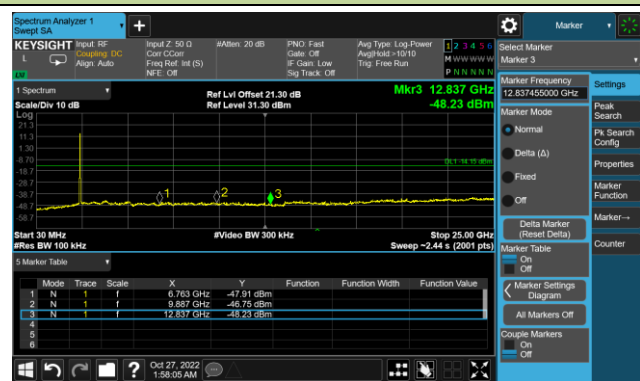 Spectrum Analyzer 1
Swept SA
Marker
KEYSIGHT
L
Input: RF
Coupling: DC
Align: Auto
Input Z: 50 Ω
Corr CCorr
Freq Ref: Int (S)
NFE: Off
#Atten: 20 dB
PNO: Fast
Gate: Off
IF Gain: Low
Sig Track: Off
Avg Type: Log-Power
Avg|Hold:>10/10
Trig: Free Run
1 2 3 4 5 6
M W W W W W
P N N N N N
Select Marker
Marker 3
1 Spectrum
Scale/Div 10 dB
Log
Ref Lvl Offset 21.30 dB
Ref Level 31.30 dBm
Mkr3 12.837 GHz
-48.23 dBm
21.3
11.3
1.30
-8.70
-18.7
-28.7
-38.7
-48.7
-58.7
DL1 -14.15 dBm
1
2
3
Start 30 MHz
#Res BW 100 kHz
#Video BW 300 kHz
Stop 25.00 GHz
Sweep ~2.44 s (2001 pts)
5 Marker Table
Mode Trace Scale X Y Function Function Width Function Value
1 N 1 f 6.763 GHz -47.91 dBm
2 N 1 f 9.887 GHz -46.75 dBm
3 N 1 f 12.837 GHz -48.23 dBm
4
5
6
Marker Frequency
12.837455000 GHz
Marker Mode
Normal
Delta (Δ)
Fixed
Off
Delta Marker
(Reset Delta)
Marker Table
On
Off
Marker Settings
Diagram
All Markers Off
Couple Markers
On
Off
Settings
Peak
Search
Pk Search
Config
Properties
Marker
Function
Marker→
Counter
?
Oct 27, 2022
1:58:05 AM